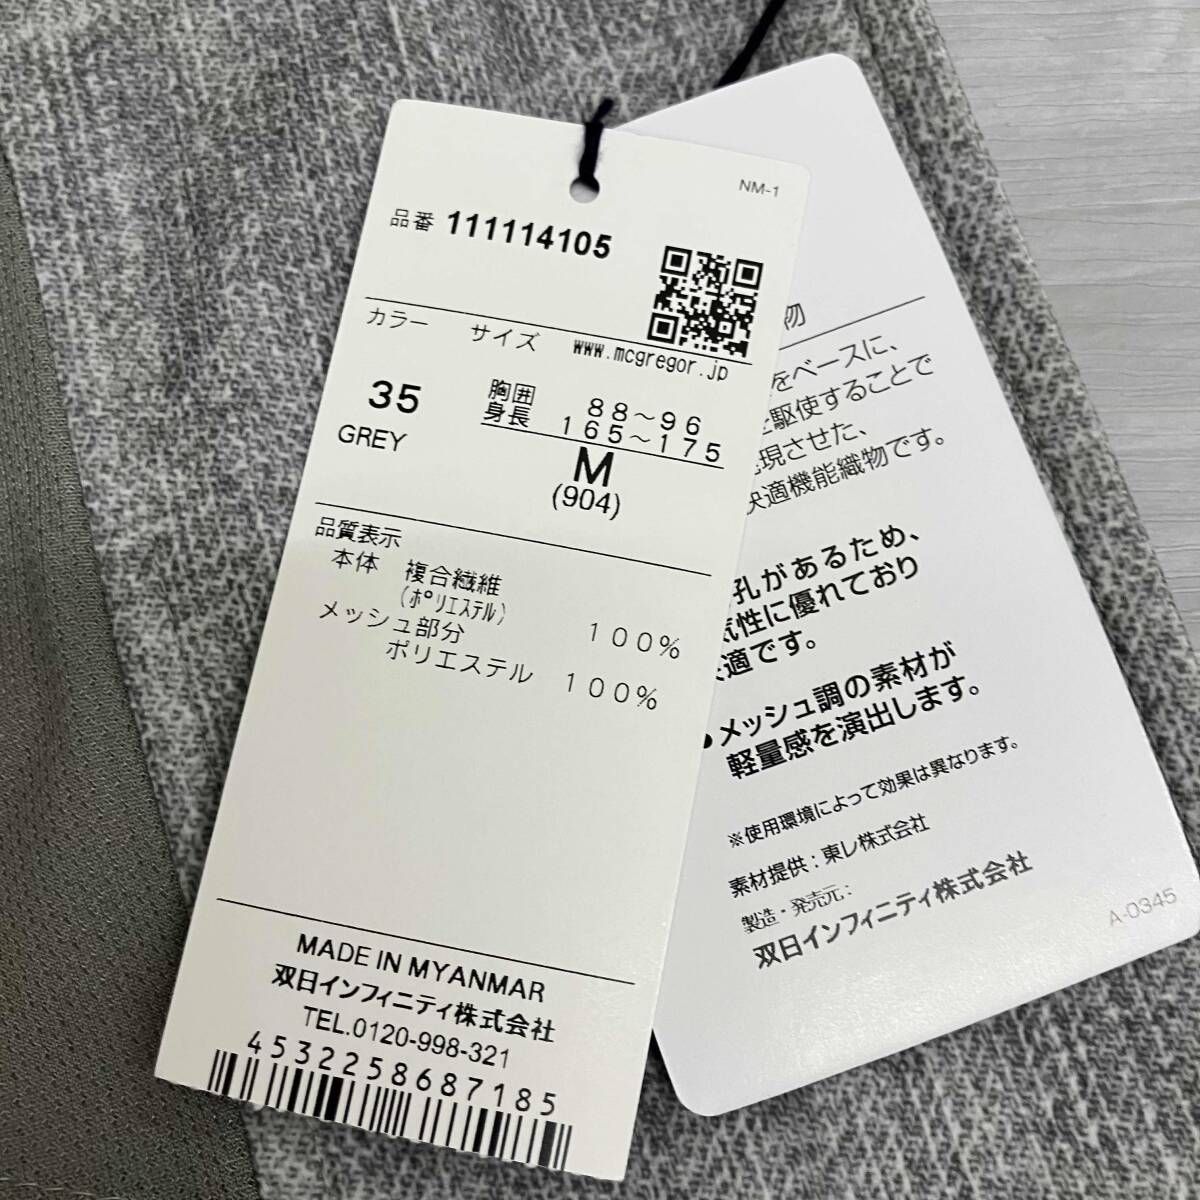 NM-1
品番 111114105
カラー サイズ www.mcgregor.jp
35
GREY
胸囲 88～96
身長 165～175
M
(904)
品質表示
本体 複合繊維
(ポリエステル) 100%
メッシュ部分
ポリエステル 100%
MADE IN MYANMAR
双日インフィニティ株式会社
TEL.0120-998-321
4532258687185
物
をベースに、
を駆使することで
現させた、
快適機能織物です。
孔があるため、
気性に優れており
適です。
●メッシュ調の素材が
軽量感を演出します。
※使用環境によって効果は異なります。
素材提供：東レ株式会社
製造・発売元：
双日インフィニティ株式会社
A-0345